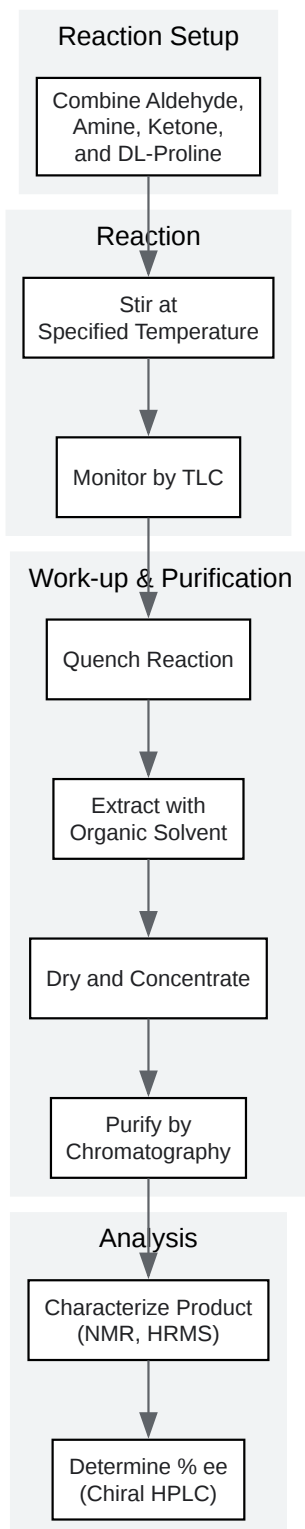 Reaction Setup
Combine Aldehyde,
Amine, Ketone,
and DL-Proline
Reaction
Stir at
Specified Temperature
Monitor by TLC
Work-up & Purification
Quench Reaction
Extract with
Organic Solvent
Dry and Concentrate
Purify by
Chromatography
Analysis
Characterize Product
(NMR, HRMS)
Determine % ee
(Chiral HPLC)